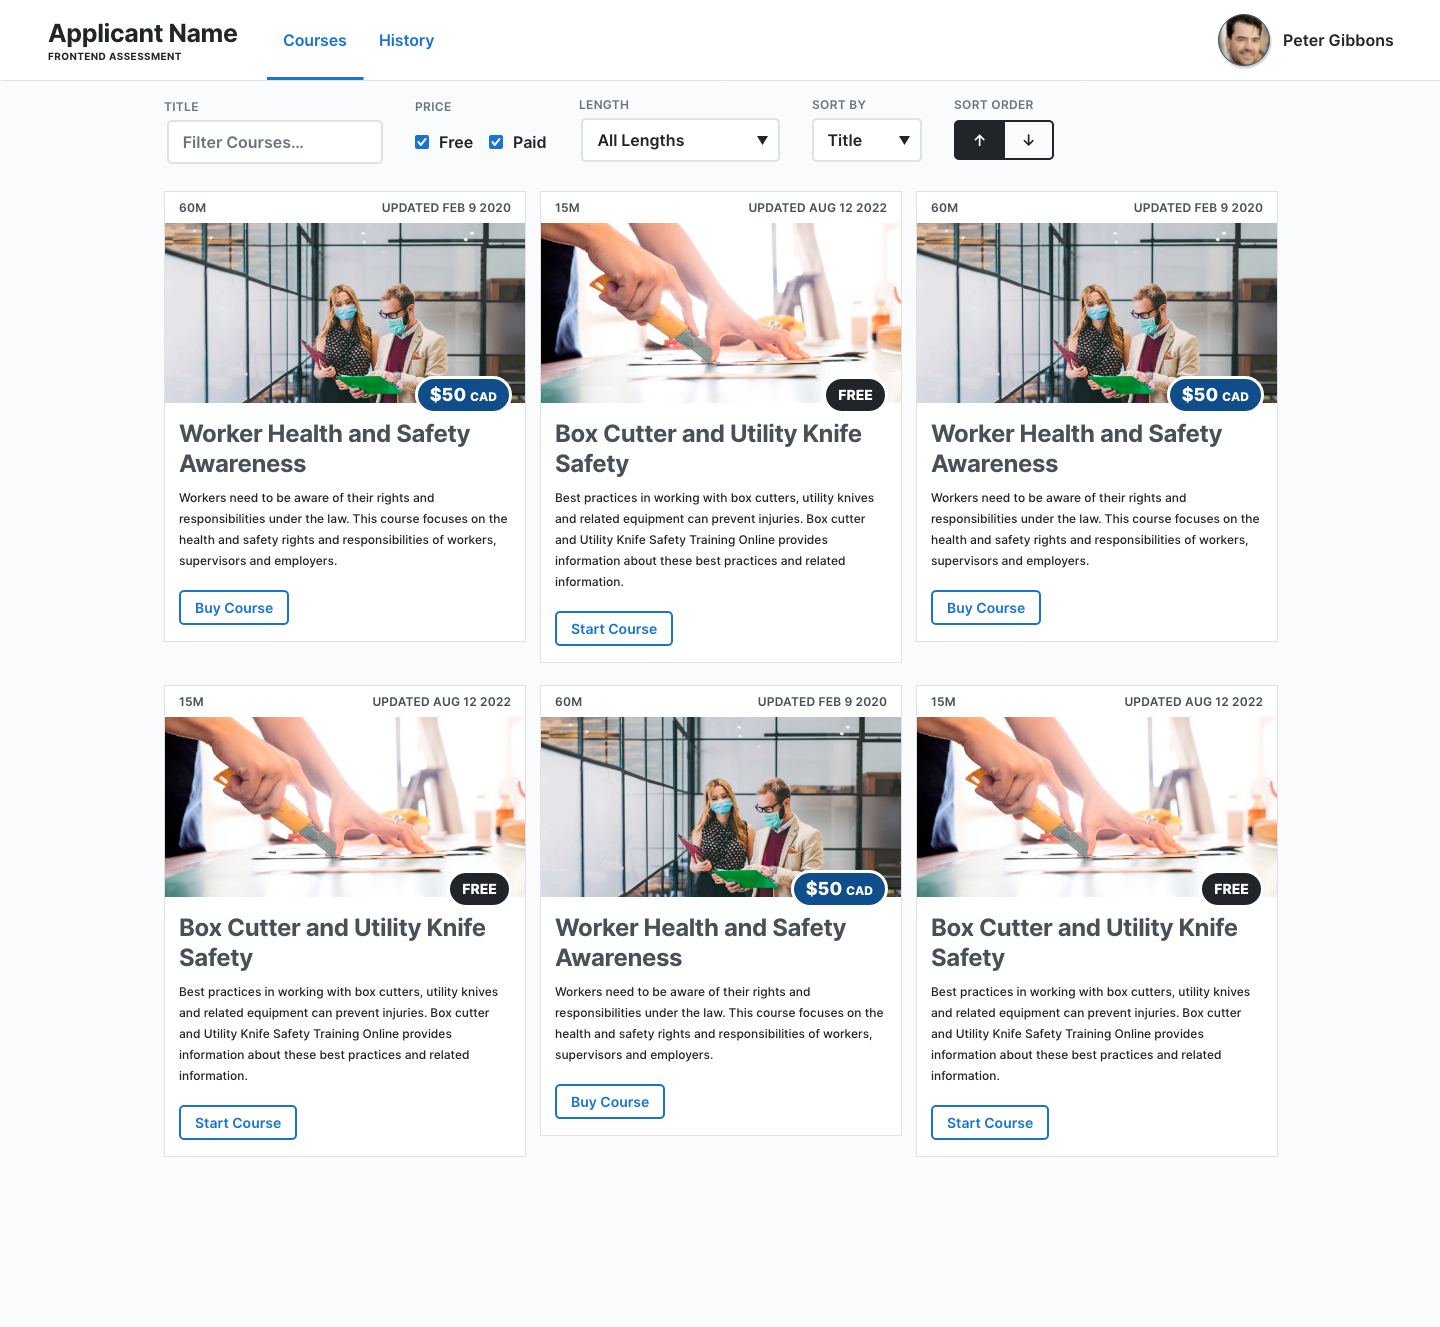 Applicant Name
FRONTEND ASSESSMENT
Courses
History
Peter Gibbons
TITLE
PRICE
LENGTH
SORT BY
SORT ORDER
Filter Courses...
Free
Paid
All Lengths
Title
↑
↓
60M UPDATED FEB 9 2020
$50 CAD
Worker Health and Safety
Awareness
Workers need to be aware of their rights and
responsibilities under the law. This course focuses on the
health and safety rights and responsibilities of workers,
supervisors and employers.
Buy Course
15M UPDATED AUG 12 2022
FREE
Box Cutter and Utility Knife
Safety
Best practices in working with box cutters, utility knives
and related equipment can prevent injuries. Box cutter
and Utility Knife Safety Training Online provides
information about these best practices and related
information.
Start Course
60M UPDATED FEB 9 2020
$50 CAD
Worker Health and Safety
Awareness
Workers need to be aware of their rights and
responsibilities under the law. This course focuses on the
health and safety rights and responsibilities of workers,
supervisors and employers.
Buy Course
15M UPDATED AUG 12 2022
FREE
Box Cutter and Utility Knife
Safety
Best practices in working with box cutters, utility knives
and related equipment can prevent injuries. Box cutter
and Utility Knife Safety Training Online provides
information about these best practices and related
information.
Start Course
60M UPDATED FEB 9 2020
$50 CAD
Worker Health and Safety
Awareness
Workers need to be aware of their rights and
responsibilities under the law. This course focuses on the
health and safety rights and responsibilities of workers,
supervisors and employers.
Buy Course
15M UPDATED AUG 12 2022
FREE
Box Cutter and Utility Knife
Safety
Best practices in working with box cutters, utility knives
and related equipment can prevent injuries. Box cutter
and Utility Knife Safety Training Online provides
information about these best practices and related
information.
Start Course